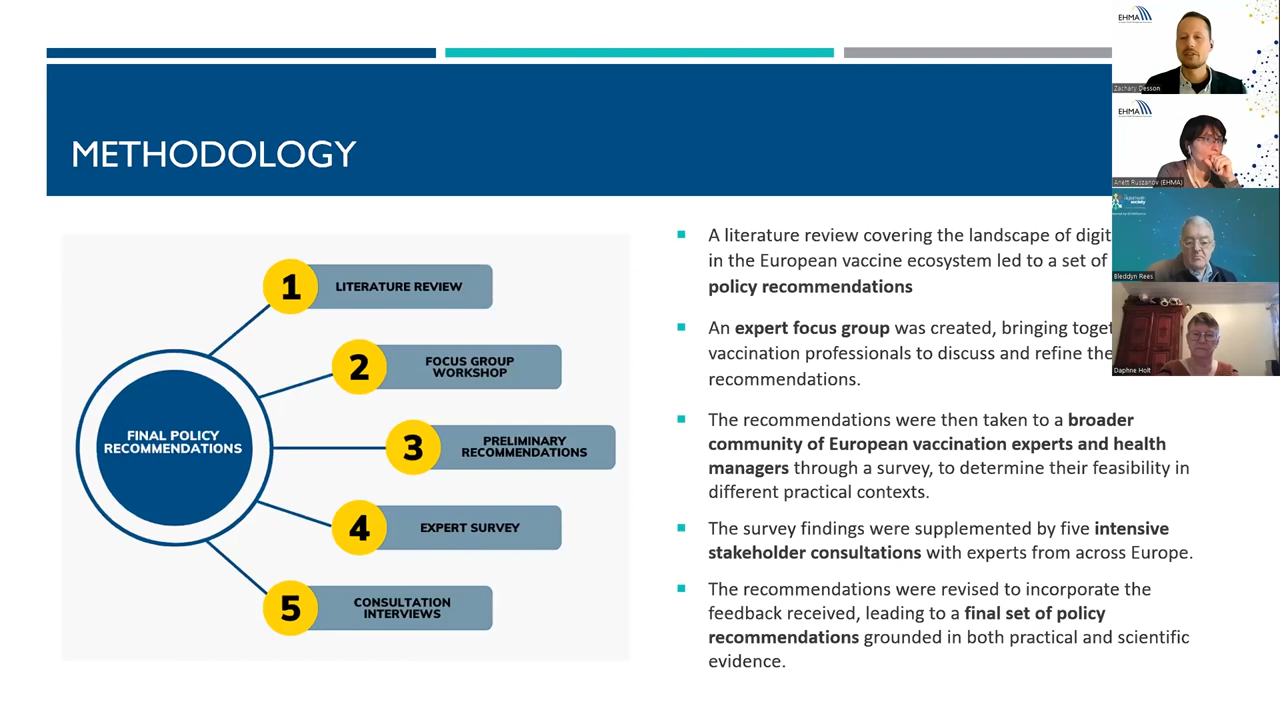 METHODOLOGY
1 LITERATURE REVIEW
2 FOCUS GROUP
WORKSHOP
3 PRELIMINARY
RECOMMENDATIONS
FINAL POLICY
RECOMMENDATIONS
4 EXPERT SURVEY
5 CONSULTATION
INTERVIEWS
A literature review covering the landscape of digit
in the European vaccine ecosystem led to a set of
policy recommendations
An expert focus group was created, bringing toget
vaccination professionals to discuss and refine the
recommendations.
The recommendations were then taken to a broader
community of European vaccination experts and health
managers through a survey, to determine their feasibility in
different practical contexts.
The survey findings were supplemented by five intensive
stakeholder consultations with experts from across Europe.
The recommendations were revised to incorporate the
feedback received, leading to a final set of policy
recommendations grounded in both practical and scientific
evidence.
EHMA
Zachary Desson
EHMA
Anett Ruszanov (EHMA)
society
Bleddyn Rees
Daphne Holt